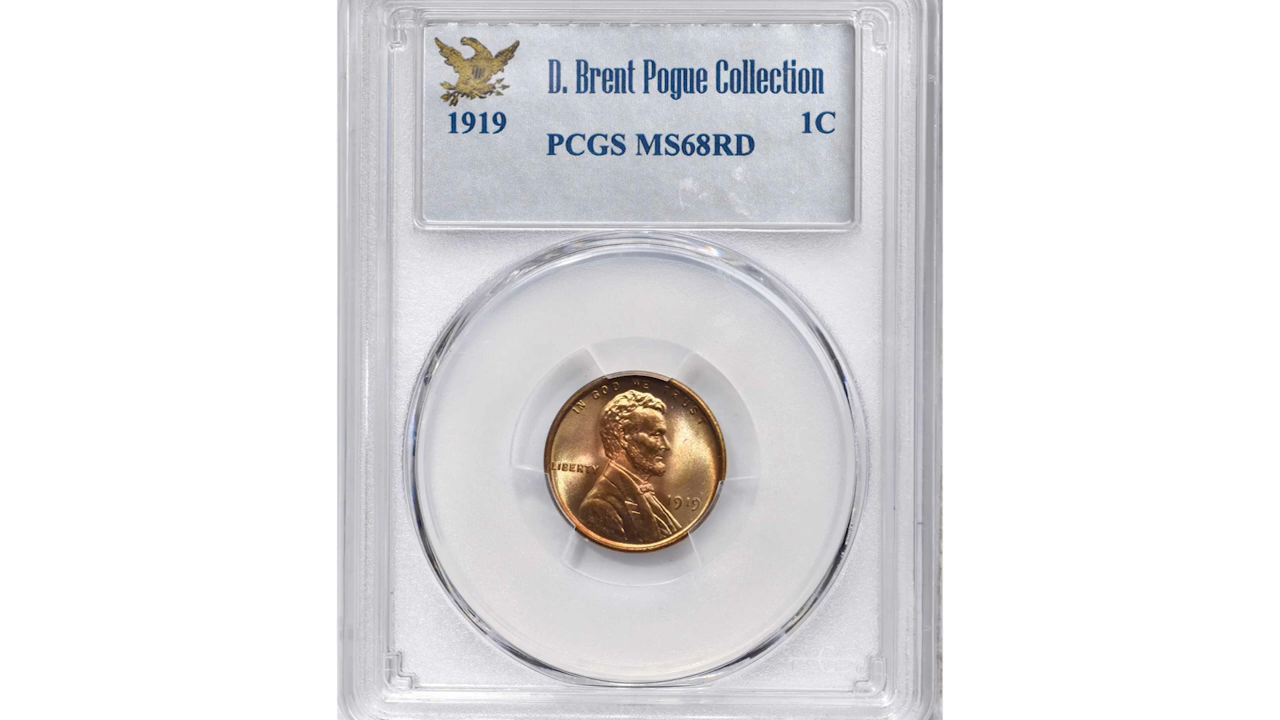 D. Brent Pogue Collection
1919 1C
PCGS MS68RD
IN GOD WE TRUST
LIBERTY
1919